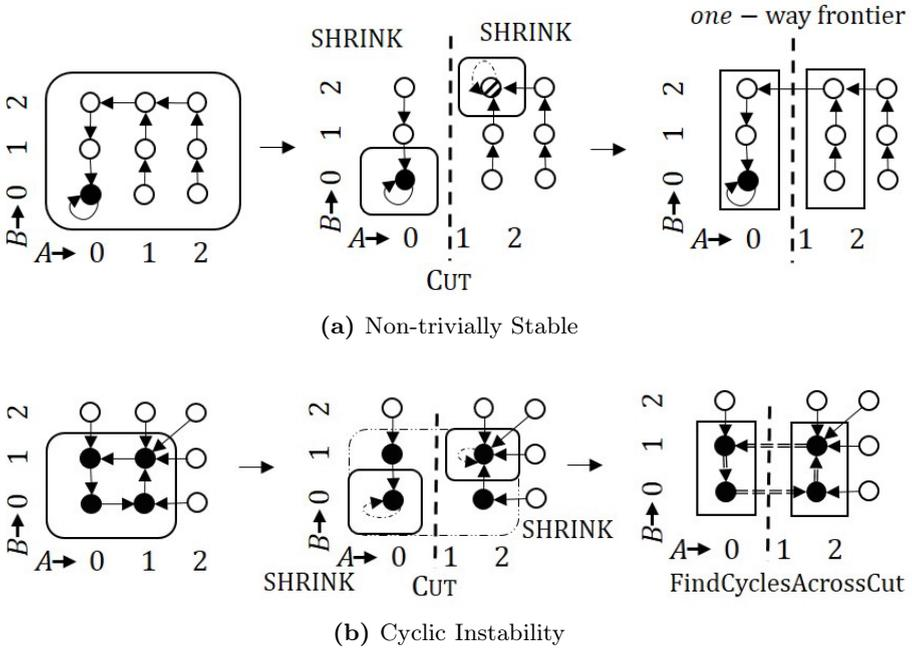 one − way frontier
SHRINK SHRINK
2 2 2
1 1 1
0 0 0
B A 0 1 2 B A 0 1 2 B A 0 1 2
CUT
(a) Non-trivially Stable
2 2 2
1 1 1
0 0 0
SHRINK
B A 0 1 2 B A 0 1 2 B A 0 1 2
SHRINK CUT FindCyclesAcrossCut
(b) Cyclic Instability